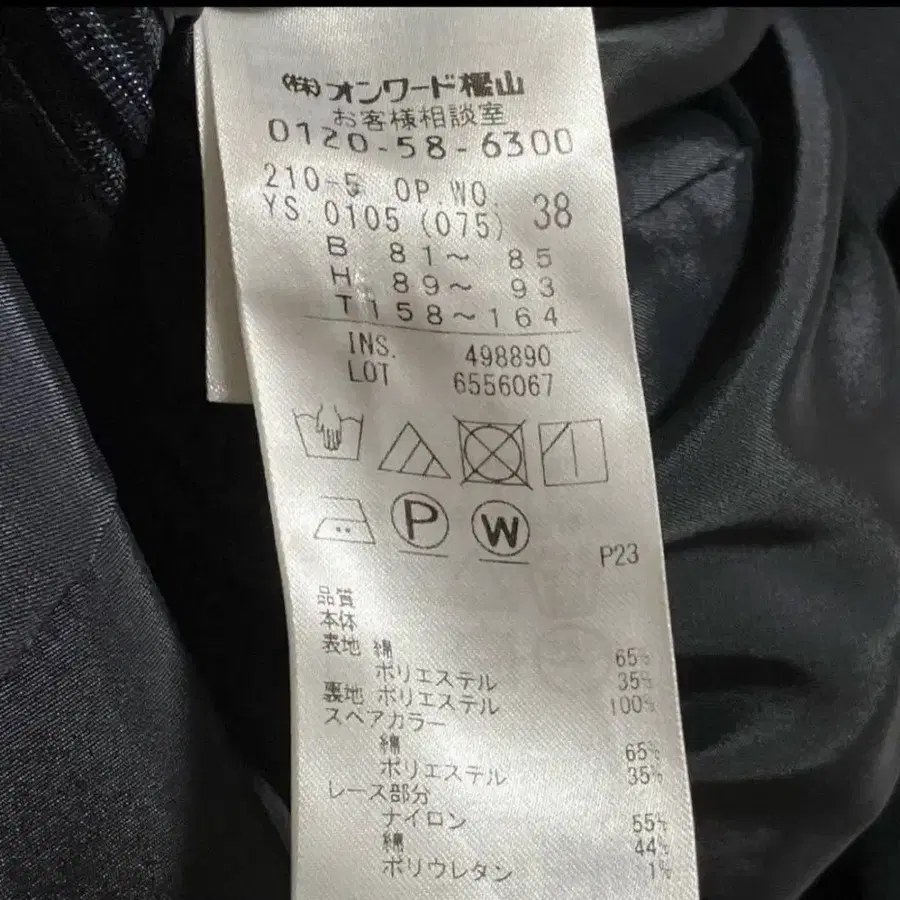 (株)オンワード樫山
お客様相談室
0120-58-6300
210-5 OP.WO.
YS.0105(075) 38
B 81~ 85
H 89~ 93
T158~164
INS. 498890
LOT 6556067
P
W
P23
品質
本体
表地 綿 65%
ポリエステル 35%
裏地 ポリエステル 100%
スペアカラー
綿 65%
ポリエステル 35%
レース部分
ナイロン 55%
綿 44%
ポリウレタン 1%